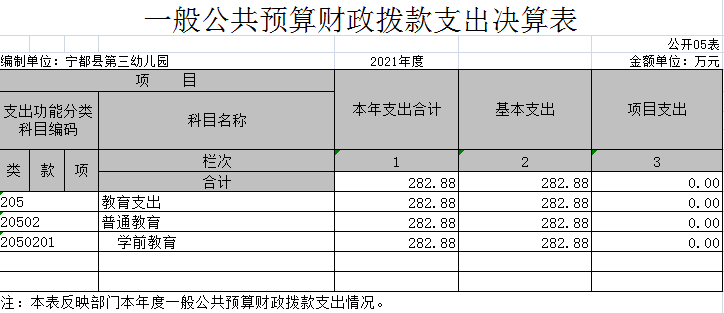 一般公共预算财政拨款支出决算表
公开05表
编制单位：宁都县第三幼儿园 2021年度 金额单位：万元
项 目 本年支出合计 基本支出 项目支出
支出功能分类科目编码 科目名称
类 款 项 栏次 1 2 3
合计 282.88 282.88 0.00
205 教育支出 282.88 282.88 0.00
20502 普通教育 282.88 282.88 0.00
2050201 学前教育 282.88 282.88 0.00
注：本表反映部门本年度一般公共预算财政拨款支出情况。